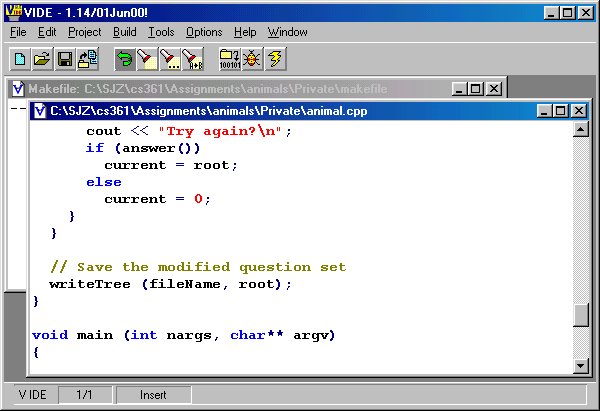 VIDE - 1.14/01Jun00!
File Edit Project Build Tools Options Help Window
Makefile: C:\SJZ\cs361\Assignments\animals\Private\makefile
C:\SJZ\cs361\Assignments\animals\Private\animal.cpp
cout << "Try again?\n";
if (answer())
current = root;
else
current = 0;
}
}
// Save the modified question set
writeTree (fileName, root);
}
void main (int nargs, char** argv)
{
V IDE 1/1 Insert